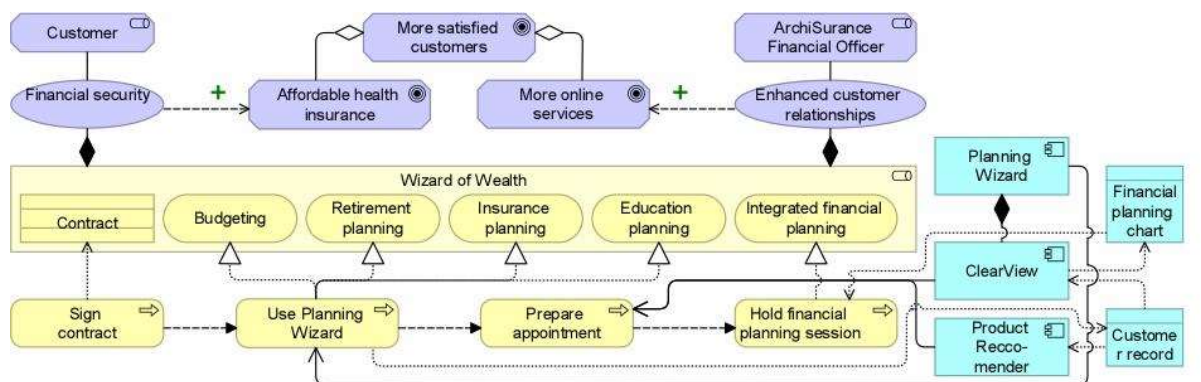 Customer
More satisfied
customers
ArchiSurance
Financial Officer
Financial security
+
Affordable health
insurance
More online
services
+
Enhanced customer
relationships
Wizard of Wealth
Contract
Budgeting
Retirement
planning
Insurance
planning
Education
planning
Integrated financial
planning
Planning
Wizard
Financial
planning
chart
ClearView
Sign
contract
Use Planning
Wizard
Prepare
appointment
Hold financial
planning session
Product
Recco-
mender
Custome
r record